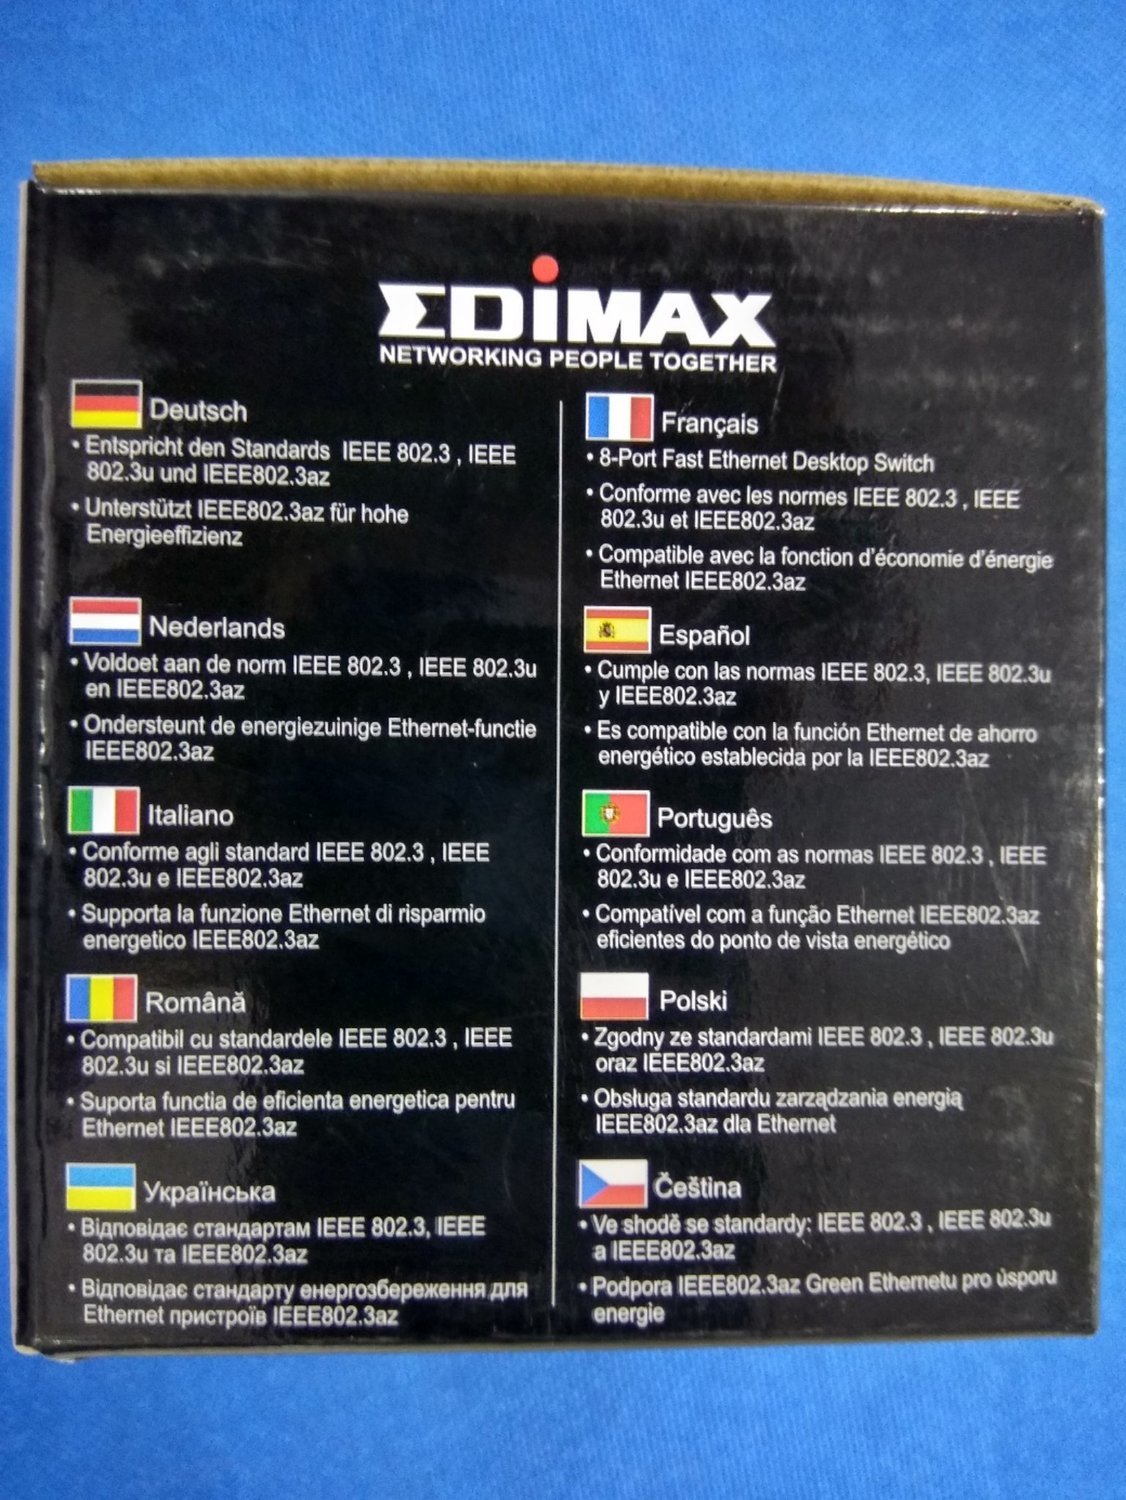 EDiMAX
NETWORKING PEOPLE TOGETHER
Deutsch
• Entspricht den Standards IEEE 802.3 , IEEE
802.3u und IEEE802.3az
• Unterstützt IEEE802.3az für hohe
Energieeffizienz
Nederlands
• Voldoet aan de norm IEEE 802.3 , IEEE 802.3u
en IEEE802.3az
• Ondersteunt de energiezuinige Ethernet-functie
IEEE802.3az
Italiano
• Conforme agli standard IEEE 802.3 , IEEE
802.3u e IEEE802.3az
• Supporta la funzione Ethernet di risparmio
energetico IEEE802.3az
Română
• Compatibil cu standardele IEEE 802.3 , IEEE
802.3u si IEEE802.3az
• Suporta functia de eficienta energetica pentru
Ethernet IEEE802.3az
Українська
• Відповідає стандартам IEEE 802.3, IEEE
802.3u та IEEE802.3az
• Відповідає стандарту енергозбереження для
Ethernet пристроїв IEEE802.3az
Français
• 8-Port Fast Ethernet Desktop Switch
• Conforme avec les normes IEEE 802.3 , IEEE
802.3u et IEEE802.3az
• Compatible avec la fonction d'économie d'énergie
Ethernet IEEE802.3az
Español
• Cumple con las normas IEEE 802.3, IEEE 802.3u
y IEEE802.3az
• Es compatible con la función Ethernet de ahorro
energético establecida por la IEEE802.3az
Português
• Conformidade com as normas IEEE 802.3 , IEEE
802.3u e IEEE802.3az
• Compatível com a função Ethernet IEEE802.3az
eficientes do ponto de vista energético
Polski
• Zgodny ze standardami IEEE 802.3 , IEEE 802.3u
oraz IEEE802.3az
• Obsługa standardu zarządzania energią
IEEE802.3az dla Ethernet
Čeština
• Ve shodě se standardy: IEEE 802.3 , IEEE 802.3u
a IEEE802.3az
• Podpora IEEE802.3az Green Ethernetu pro úsporu
energie